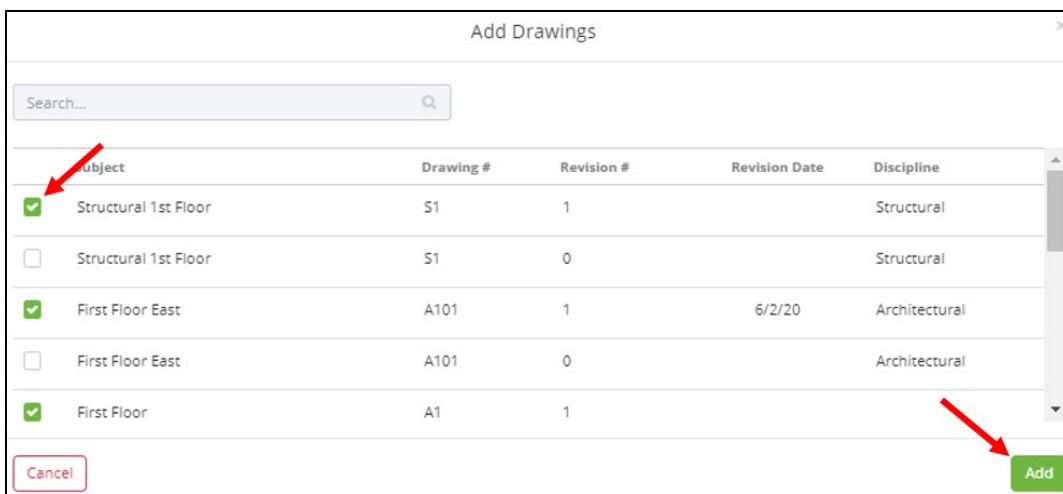 Add Drawings
Search...
Subject Drawing # Revision # Revision Date Discipline
Structural 1st Floor S1 1 Structural
Structural 1st Floor S1 0 Structural
First Floor East A101 1 6/2/20 Architectural
First Floor East A101 0 Architectural
First Floor A1 1
Cancel Add